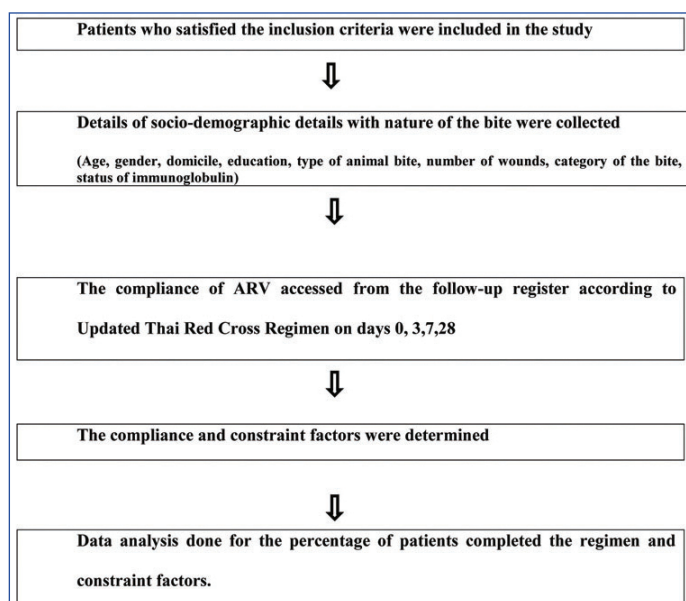 Patients who satisfied the inclusion criteria were included in the study
Details of socio-demographic details with nature of the bite were collected
(Age, gender, domicile, education, type of animal bite, number of wounds, category of the bite,
status of immunoglobulin)
The compliance of ARV accessed from the follow-up register according to
Updated Thai Red Cross Regimen on days 0, 3,7,28
The compliance and constraint factors were determined
Data analysis done for the percentage of patients completed the regimen and
constraint factors.